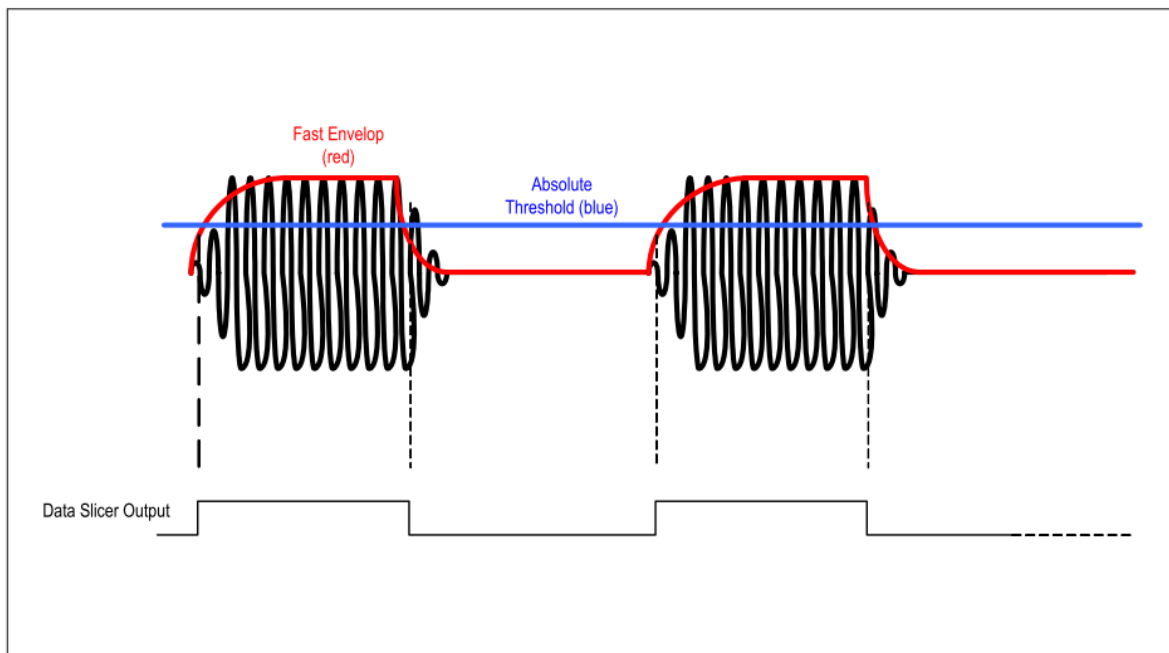 Fast Envelop
(red)
Absolute
Threshold (blue)
Data Slicer Output